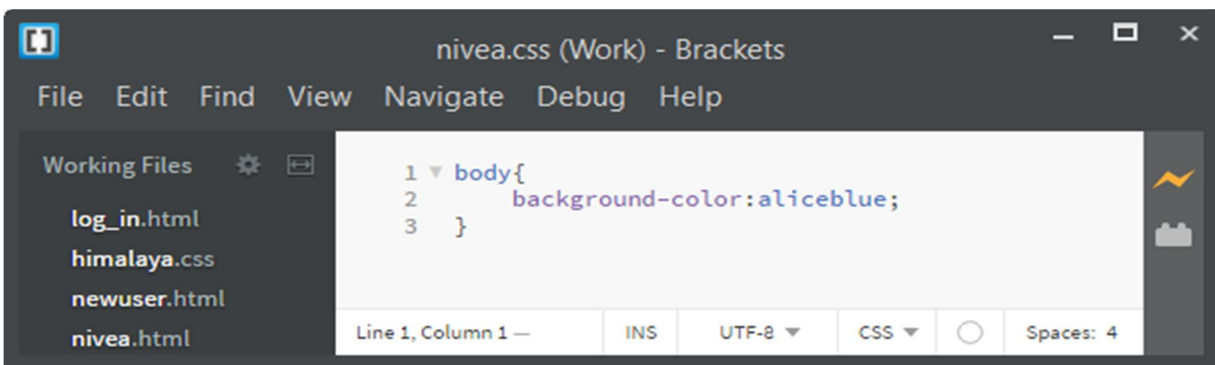 nivea.css (Work) - Brackets
File Edit Find View Navigate Debug Help
Working Files
log_in.html
himalaya.css
newuser.html
nivea.html
1 body{
2 background-color:aliceblue;
3 }
Line 1, Column 1 — INS UTF-8 CSS Spaces: 4